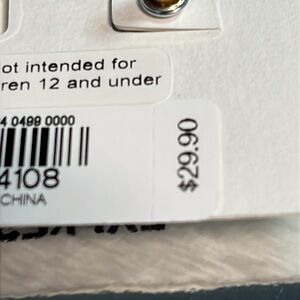 ot intended for
ren 12 and under
4 0499 0000
4108
CHINA
$29.90